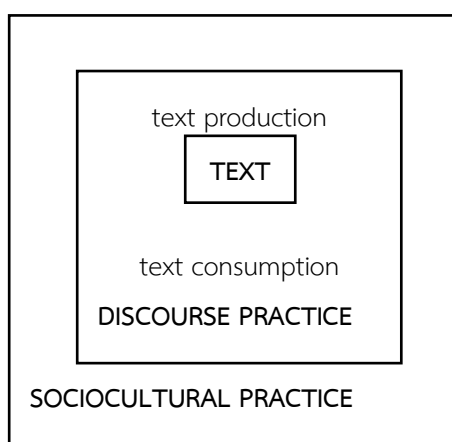 text production
TEXT
text consumption
DISCOURSE PRACTICE
SOCIOCULTURAL PRACTICE